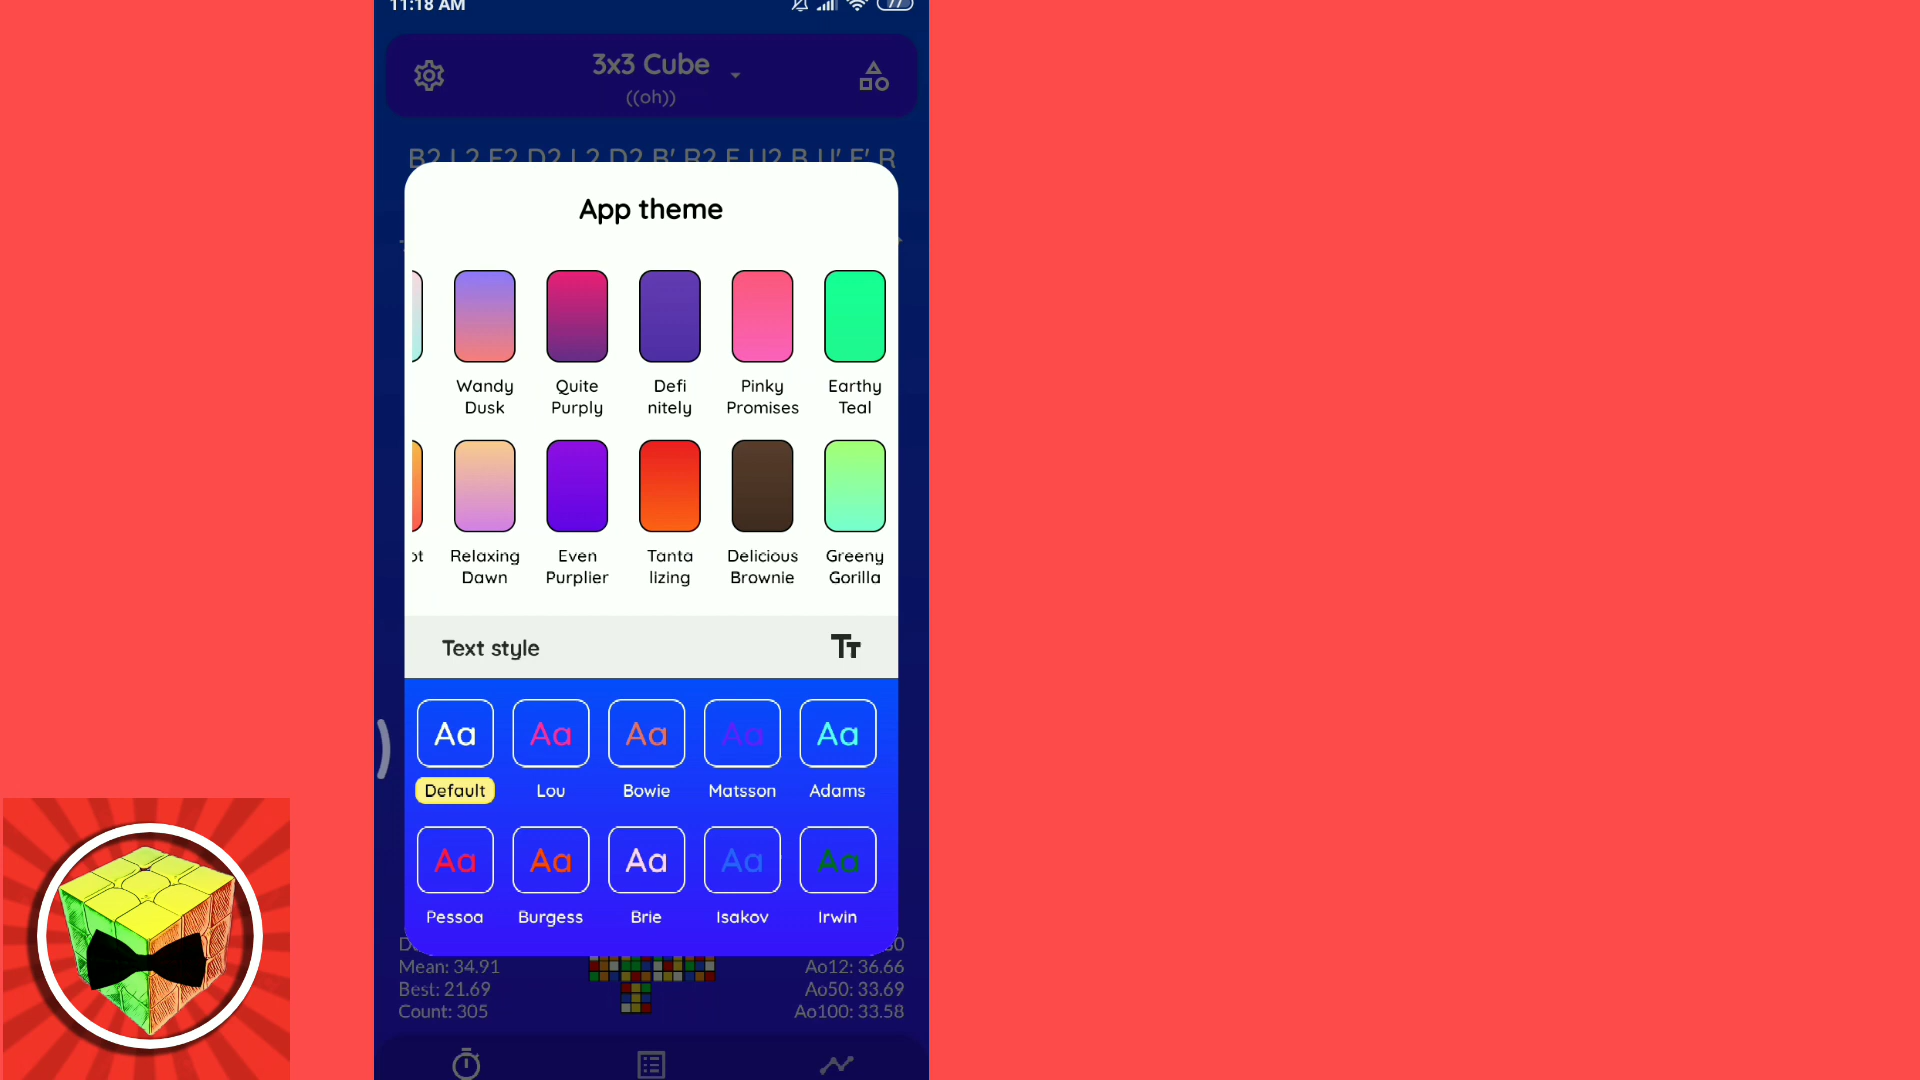 11:18 AM
77
3x3 Cube
((oh))
B2 L2 F2 D2 L2 D2 B' R2 F U2 B U' F' R
App theme
Wandy Dusk
Quite Purply
Defi nitely
Pinky Promises
Earthy Teal
ot
Relaxing Dawn
Even Purplier
Tanta lizing
Delicious Brownie
Greeny Gorilla
Text style
Tt
Aa Aa Aa Aa Aa
Default Lou Bowie Matsson Adams
Aa Aa Aa Aa Aa
Pessoa Burgess Brie Isakov Irwin
Mean: 34.91
Best: 21.69
Count: 305
Ao12: 36.66
Ao50: 33.69
Ao100: 33.58